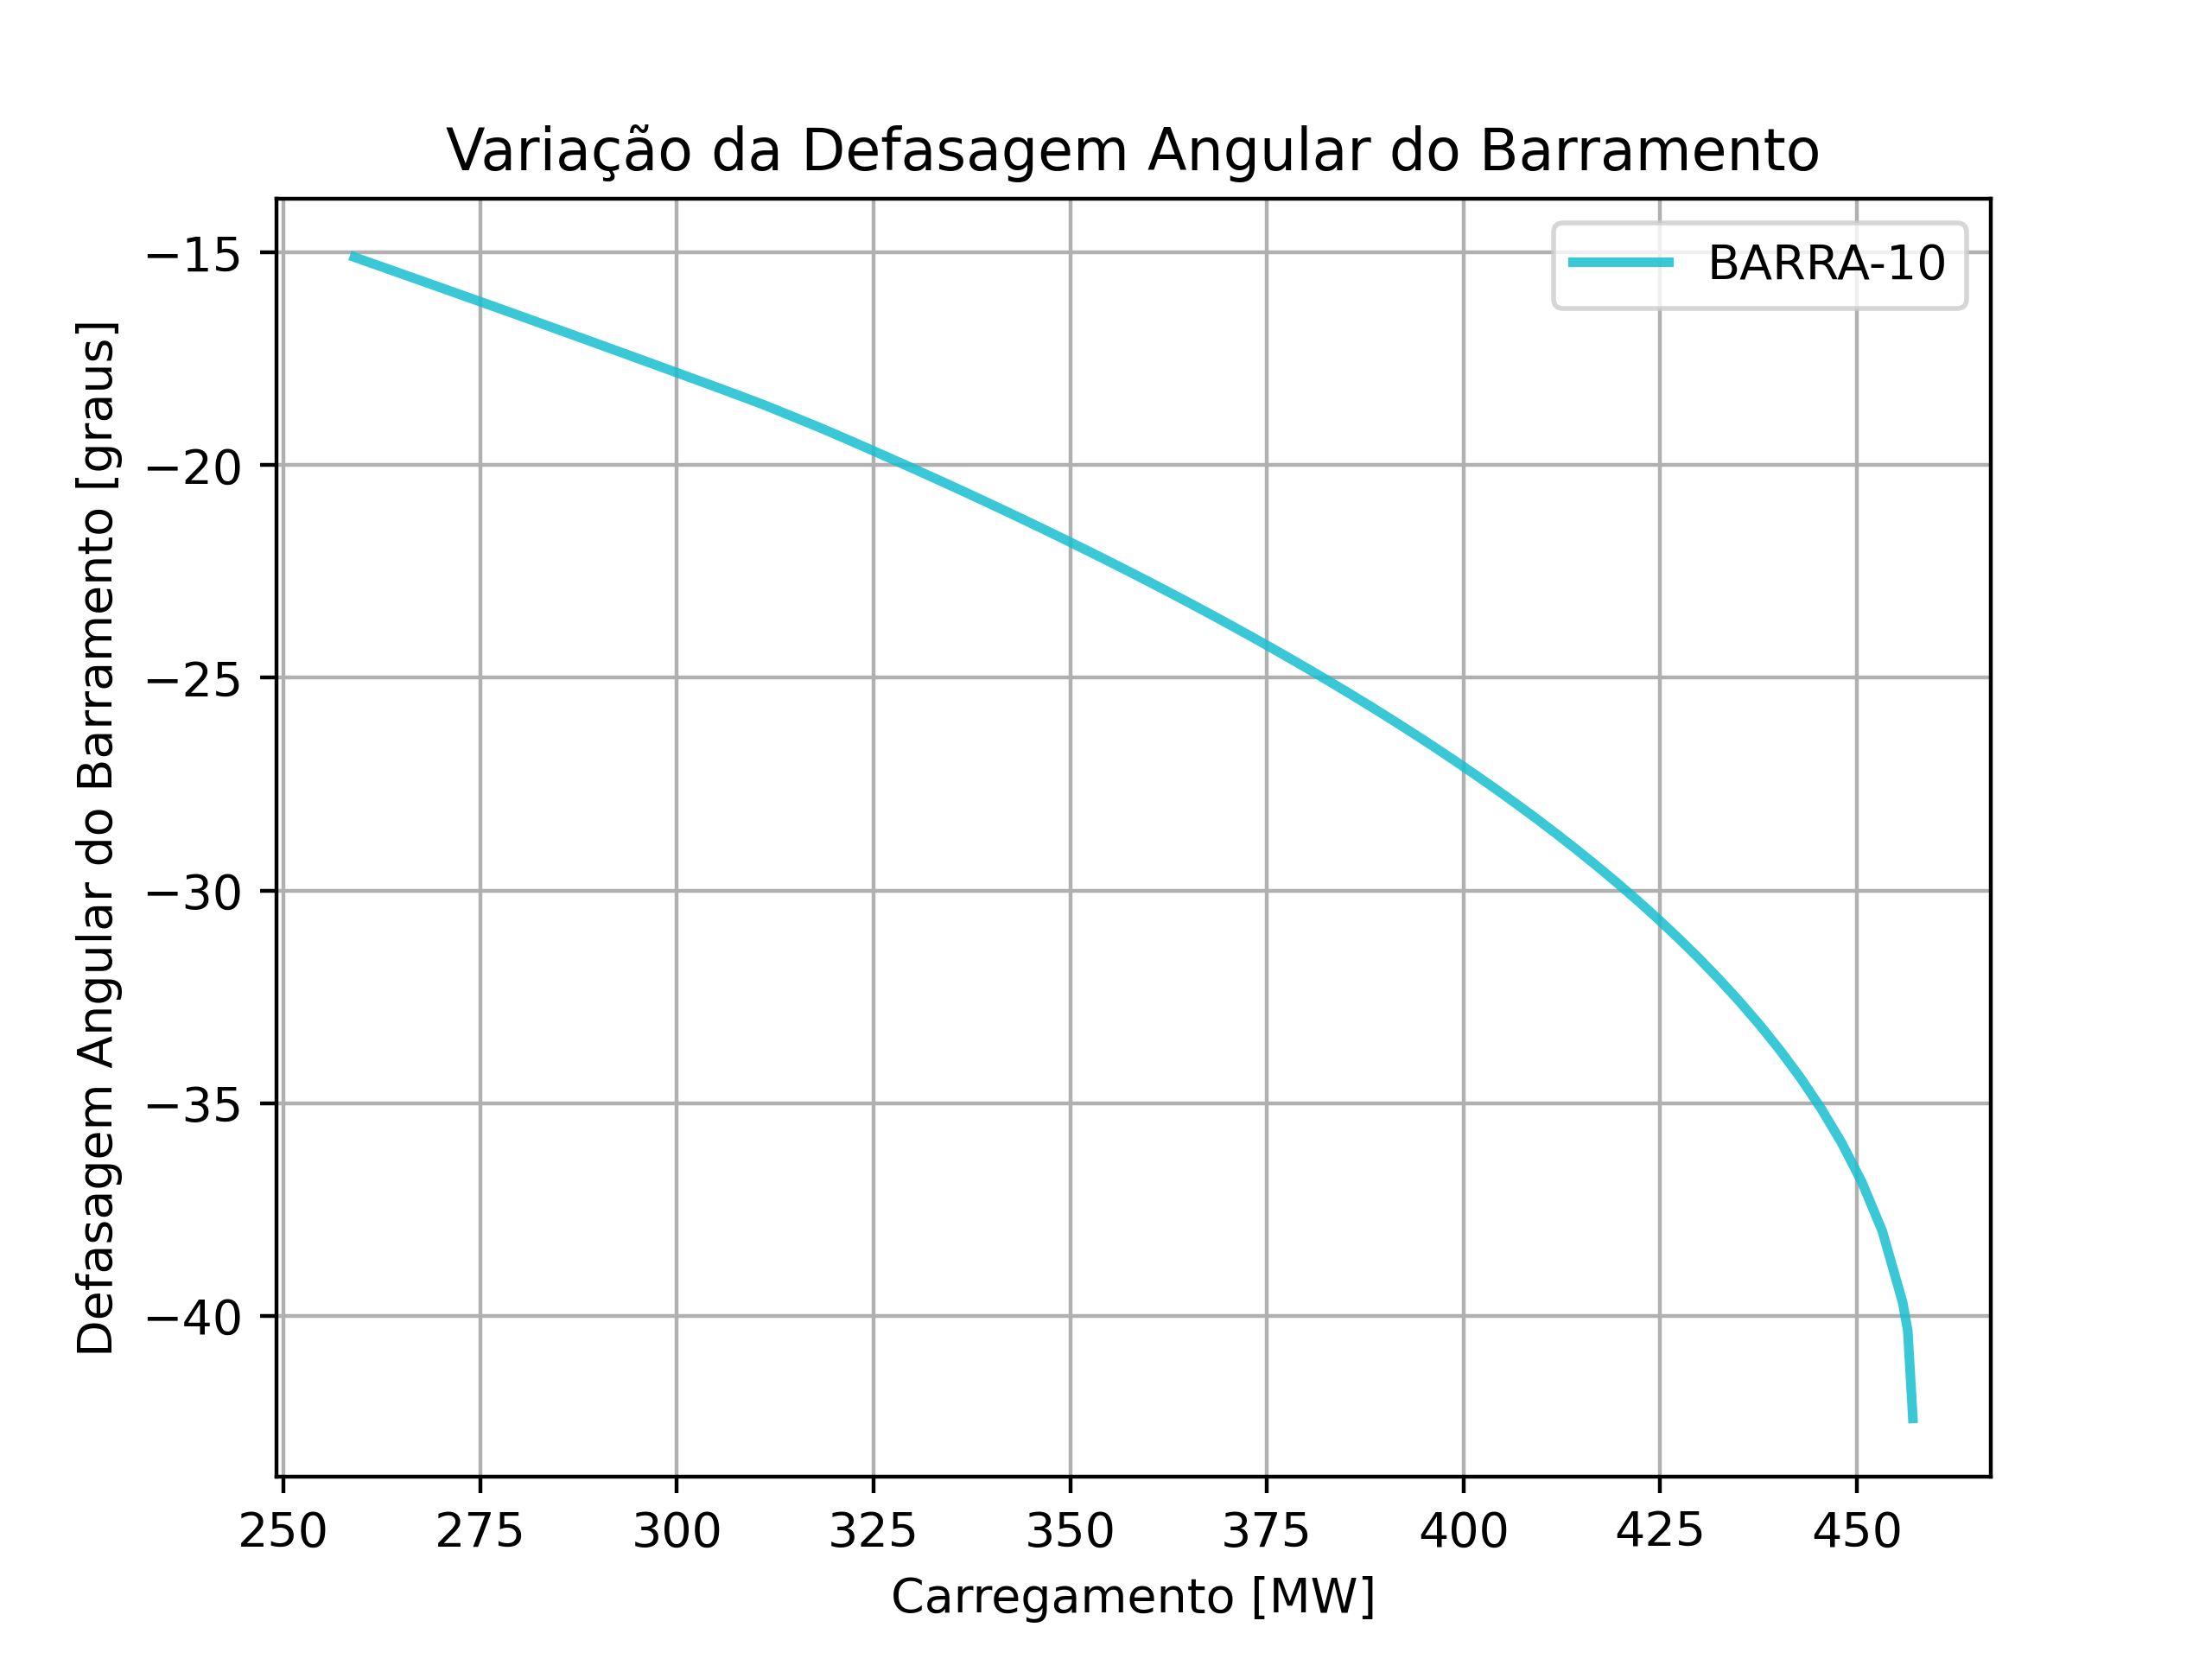 Variação da Defasagem Angular do Barramento
BARRA-10
Defasagem Angular do Barramento [graus]
−15
−20
−25
−30
−35
−40
250 275 300 325 350 375 400 425 450
Carregamento [MW]